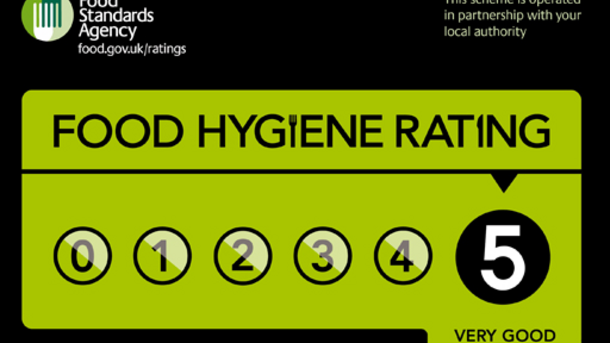 Food
Standards
Agency
food.gov.uk/ratings
This scheme is operated
in partnership with your
local authority
FOOD HYGIENE RATING
0 1 2 3 4 5
VERY GOOD